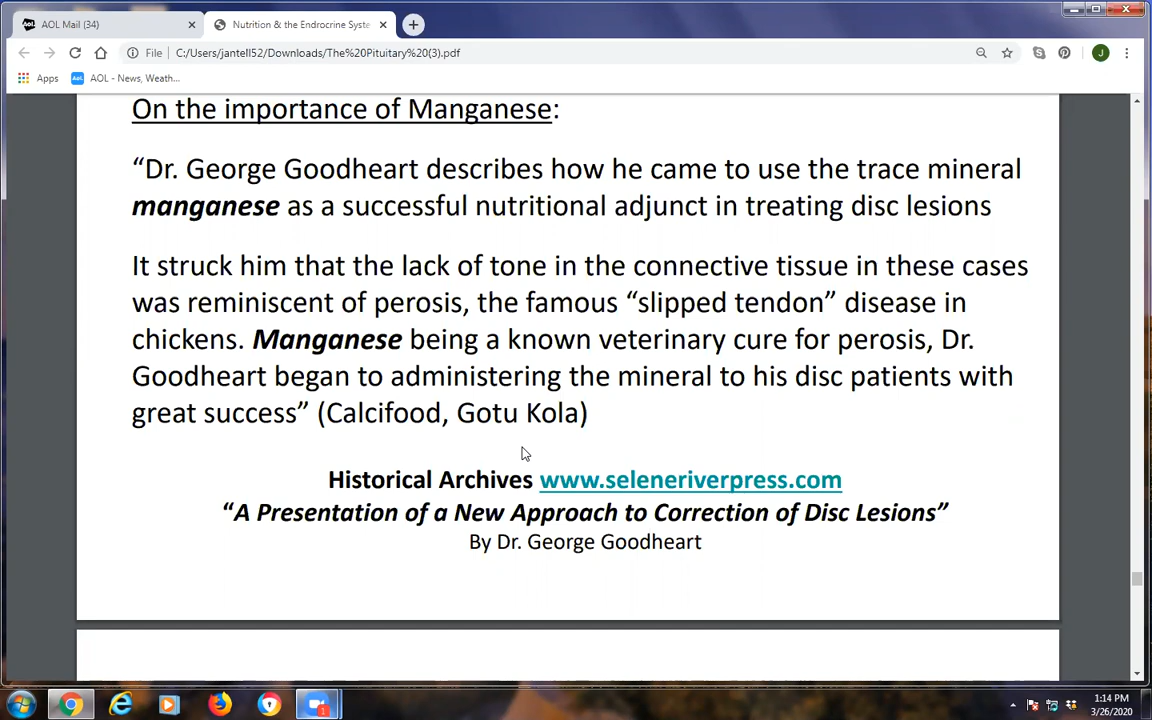 AOL Mail (34)
Nutrition & the Endocrine Syste
File C:/Users/jantell52/Downloads/The%20Pituitary%20(3).pdf
J
Apps
Aol. AOL - News, Weath...
On the importance of Manganese:
“Dr. George Goodheart describes how he came to use the trace mineral
manganese as a successful nutritional adjunct in treating disc lesions
It struck him that the lack of tone in the connective tissue in these cases
was reminiscent of perosis, the famous “slipped tendon” disease in
chickens. Manganese being a known veterinary cure for perosis, Dr.
Goodheart began to administering the mineral to his disc patients with
great success” (Calcifood, Gotu Kola)
Historical Archives www.seleneriverpress.com
“A Presentation of a New Approach to Correction of Disc Lesions”
By Dr. George Goodheart
1:14 PM
3/26/2020